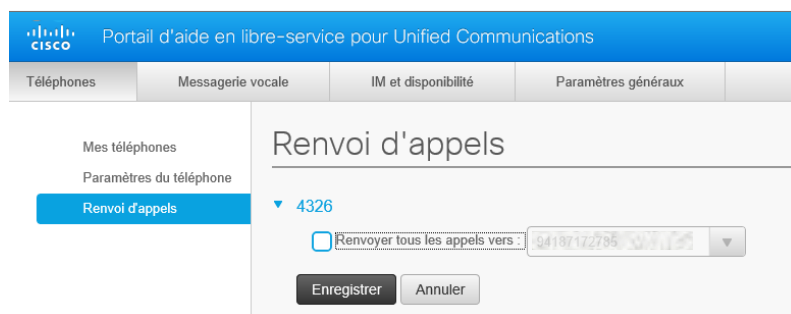 CISCO Portail d'aide en libre-service pour Unified Communications
Téléphones Messagerie vocale IM et disponibilité Paramètres généraux
Mes téléphones
Paramètres du téléphone
Renvoi d'appels
Renvoi d'appels
4326
Renvoyer tous les appels vers :
Enregistrer Annuler